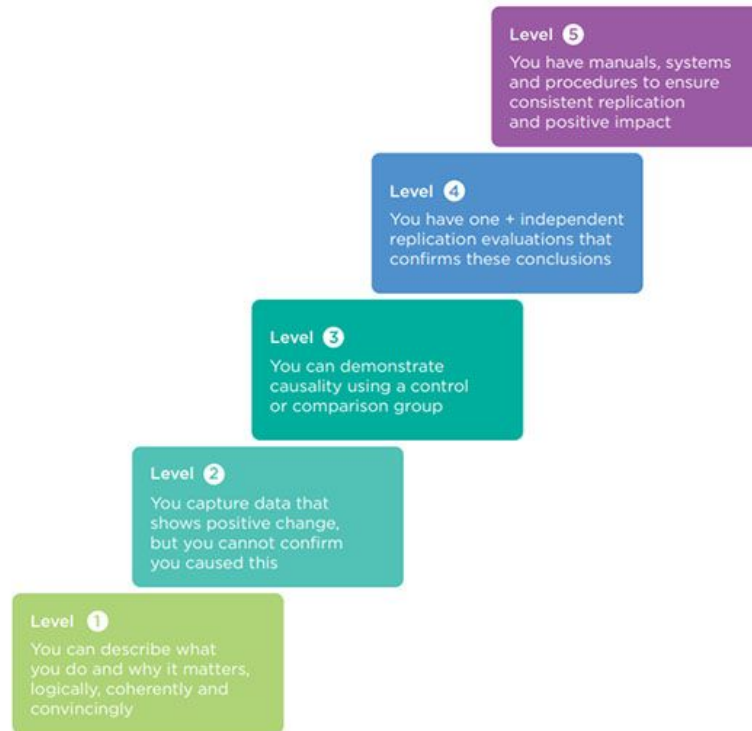 Level 5
You have manuals, systems
and procedures to ensure
consistent replication
and positive impact
Level 4
You have one + independent
replication evaluations that
confirms these conclusions
Level 3
You can demonstrate
causality using a control
or comparison group
Level 2
You capture data that
shows positive change,
but you cannot confirm
you caused this
Level 1
You can describe what
you do and why it matters,
logically, coherently and
convincingly